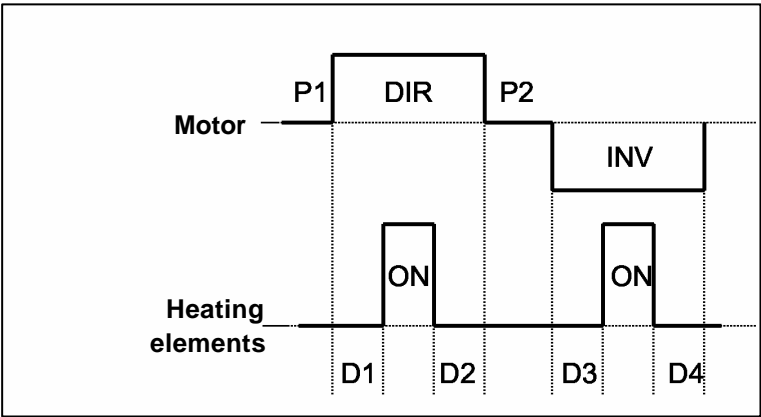 P1 DIR P2
Motor
INV
ON ON
Heating
elements
D1 D2 D3 D4